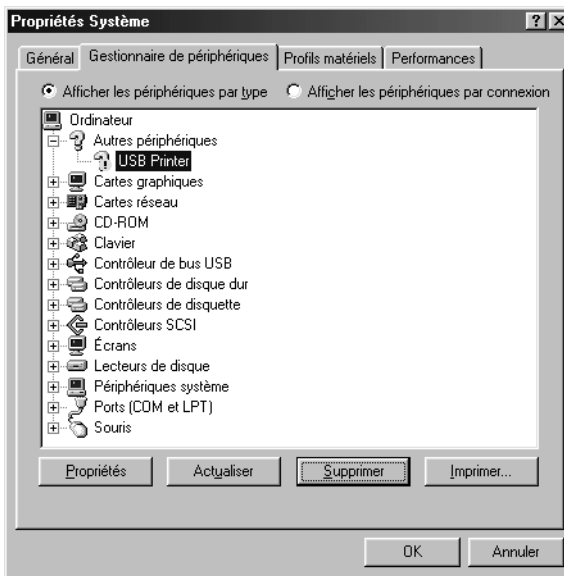 Propriétés Système
Général Gestionnaire de périphériques Profils matériels Performances
Afficher les périphériques par type Afficher les périphériques par connexion
Ordinateur
Autres périphériques
USB Printer
Cartes graphiques
Cartes réseau
CD-ROM
Clavier
Contrôleur de bus USB
Contrôleurs de disque dur
Contrôleurs de disquette
Contrôleurs SCSI
Écrans
Lecteurs de disque
Périphériques système
Ports (COM et LPT)
Souris
Propriétés Actualiser Supprimer Imprimer...
OK Annuler